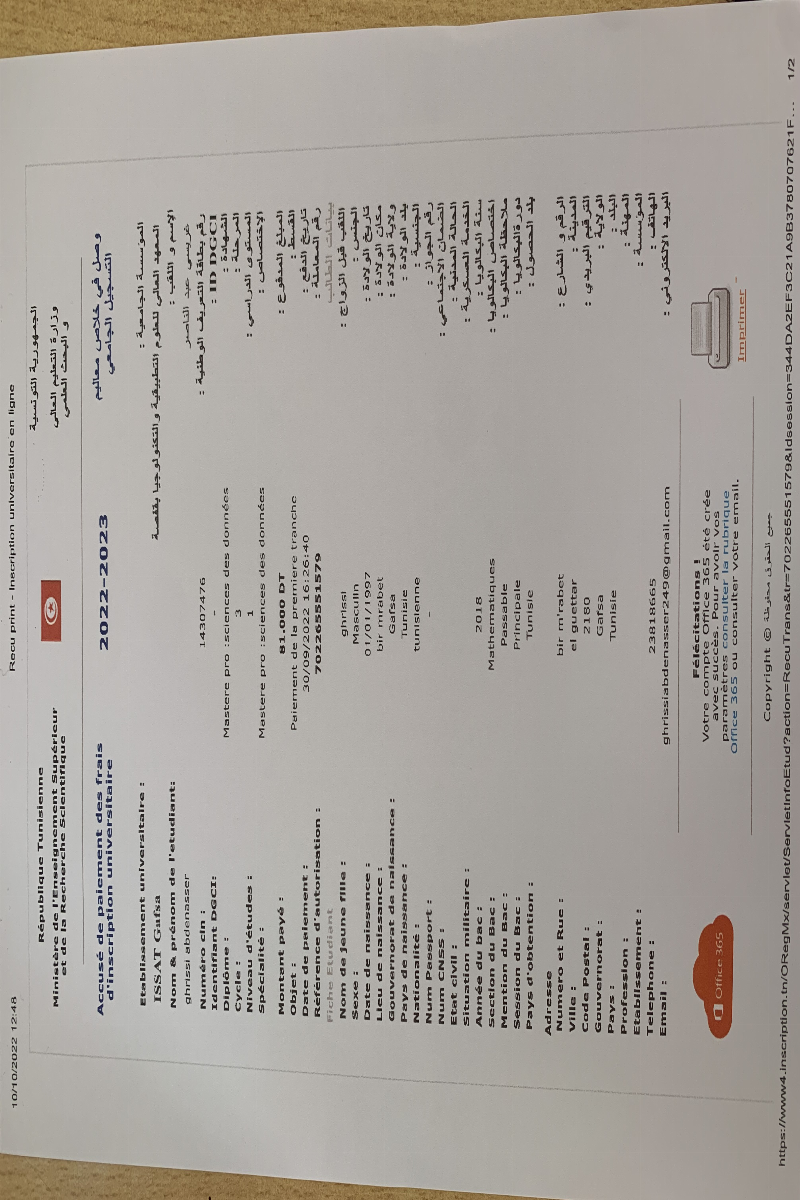 10/10/2022 12:48 Recu print - Inscription universitaire en ligne
République Tunisienne الجمهورية التونسية
Ministère de l'Enseignement Supérieur وزارة التعليم العالي
et de la Recherche Scientifique و البحث العلمي
Accusé de paiement des frais 2022-2023 وصل في خلاص معاليم
d'inscription universitaire التسجيل الجامعي
Etablissement universitaire : المؤسسة الجامعية :
ISSAT Gafsa المعهد العالي للعلوم التطبيقية والتكنولوجيا بقفصة
Nom & prénom de l'etudiant: الإسم و اللقب :
ghrissi abdenasser غريسي عبد الناصر
Numéro cin : 14307476 رقم بطاقة التعريف الوطنية :
Identifiant DGCI: - ID DGCI :
Diplôme : Mastere pro :sciences des données الشهادة :
Cycle : 3 المرحلة :
Niveau d'études : 1 المستوى الدراسي :
Spécialité : Mastere pro :sciences des données الإختصاص :
Montant payé : 81.000 DT المبلغ المدفوع :
Objet : Paiement de la premiere tranche القسط :
Date de paiement : 30/09/2022 16:26:40 تاريخ الدفع :
Référence d'autorisation : 702265551579 رقم المعاملة :
Fiche Etudiant بيانات الطالب
Nom de jeune fille : ghrissi اللقب قبل الزواج :
Sexe : Masculin الجنس :
Date de naissance : 01/01/1997 تاريخ الولادة :
Lieu de naissance : bir mrabet مكان الولادة :
Gouvernorat de naissance : Gafsa ولاية الولادة :
Pays de naissance : Tunisie بلد الولادة :
Nationalité : tunisienne الجنسية :
Num Passport : - رقم الجواز :
Num CNSS : الضمان الاجتماعي :
Etat civil : الحالة المدنية :
Situation militaire : الخدمة العسكرية :
Année du bac : 2018 سنة البكالوريا :
Section du Bac : Mathematiques اختصاص البكالوريا :
Mention du Bac : Passable ملاحظة البكالوريا :
Session du Bac : Principale دورة البكالوريا :
Pays d'obtention : Tunisie بلد الحصول :
Adresse
Numero et Rue : bir m'rabet الرقم و الشارع :
Ville : el guettar المدينة :
Code Postal : 2180 الترقيم البريدي :
Gouvernorat : Gafsa الولاية :
Pays : Tunisie البلد :
Profession : المهنة :
Etablissement : المؤسسة :
Telephone : 23818665 الهاتف :
Email : ghrissiabdenasser249@gmail.com البريد الالكتروني :
Office 365
Félécitations !
Votre compte Office 365 été crée
avec succès. Pour avoir vos
paramètres consulter la rubrique
Office 365 ou consulter votre email.
Imprimer -
Copyright © جميع الحقوق محفوظة
https://www4.inscription.tn/ORegMx/servlet/ServletInfoEtud?action=RecuTrans&tr=702265551579&idsession=344DA2EF3C21A9B3780707621F... 1/2